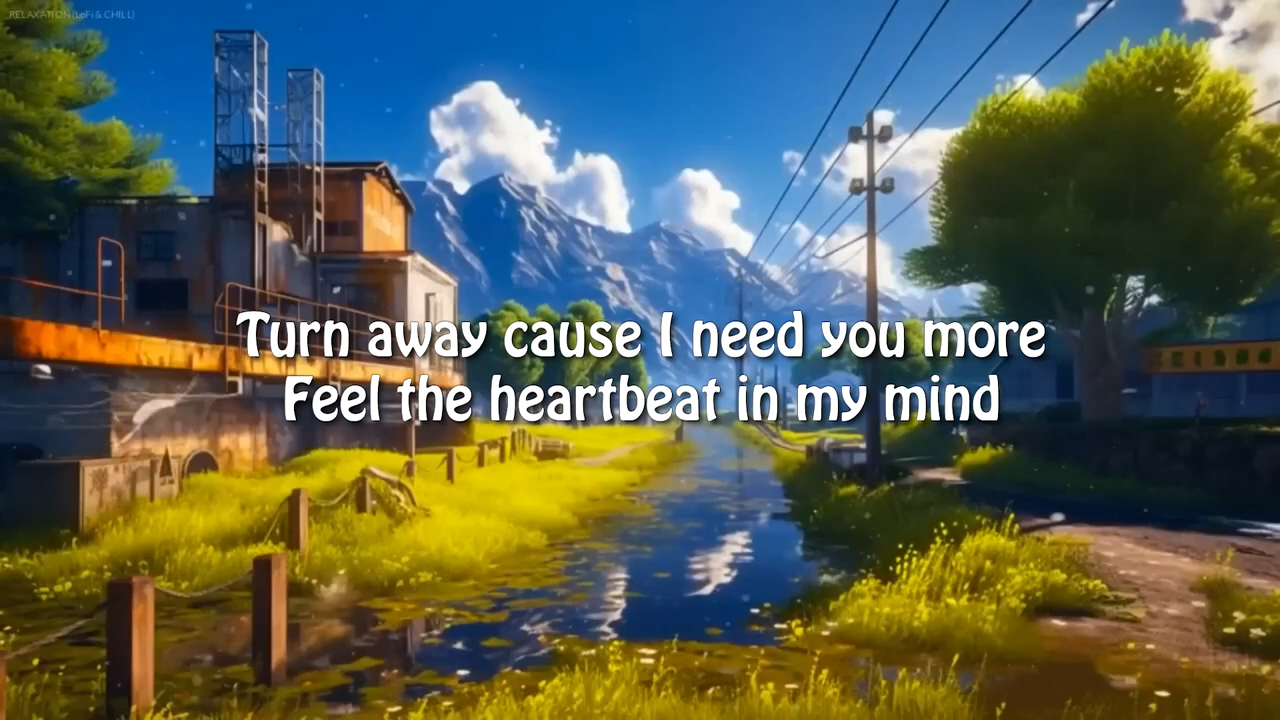 RELAXATION (LoFi & CHILL)
Turn away cause I need you more
Feel the heartbeat in my mind